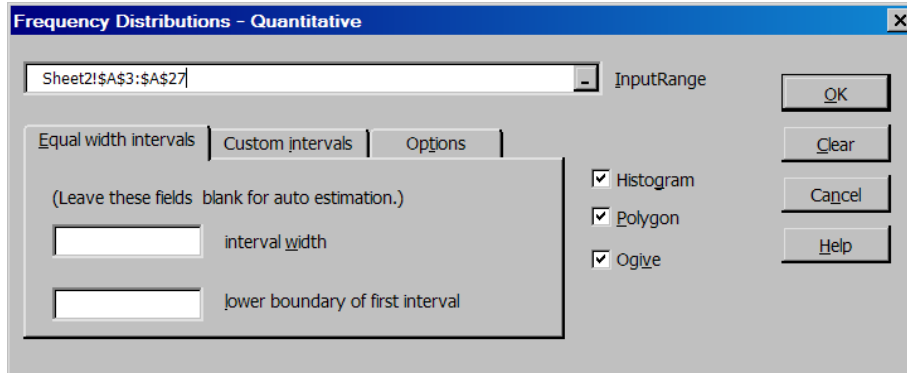 Frequency Distributions - Quantitative
Sheet2!$A$3:$A$27
InputRange
OK
Equal width intervals
Custom intervals
Options
Clear
(Leave these fields blank for auto estimation.)
Histogram
Cancel
interval width
Polygon
Help
Ogive
lower boundary of first interval